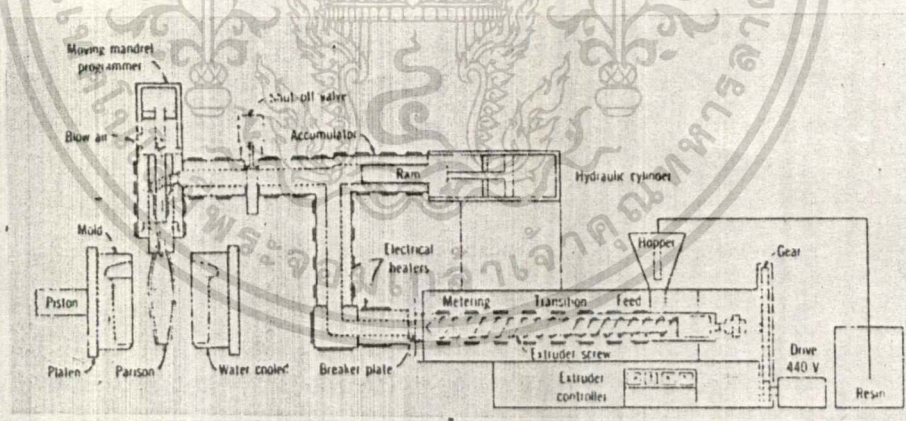 Moving mandrel
programmer
Shut-off valve
Blow air
Accumulator
Ram
Hydraulic cylinder
Mold
Electrical
heaters
Hopper
Gear
Piston
Metering Transition Feed
Platen
Parison
Water cooled
Breaker plate
Extruder screw
Extruder
controller
Drive
440 V
Resin